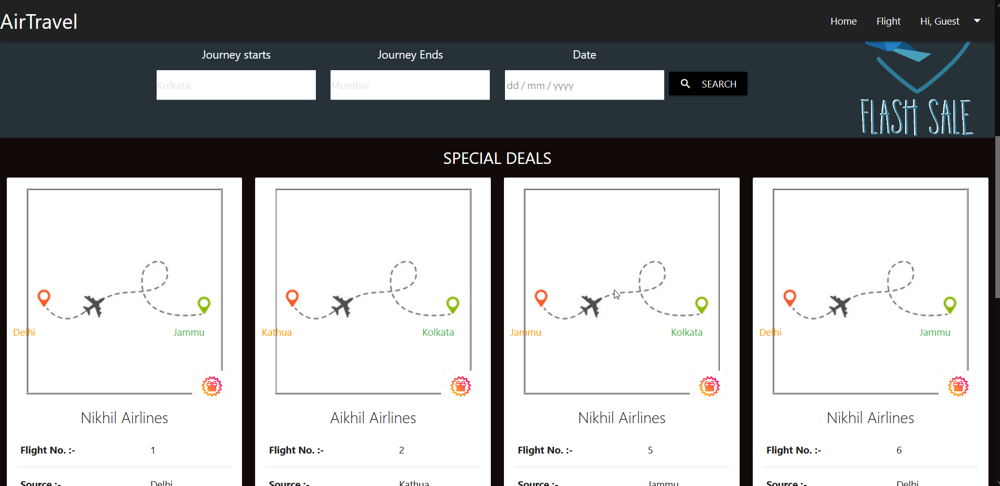 AirTravel Home Flight Hi, Guest
Journey starts Journey Ends Date
Kolkata Mumbai dd / mm / yyyy SEARCH
FLASH SALE
SPECIAL DEALS
Delhi Jammu Kathua Kolkata Jammu Kolkata Delhi Jammu
Nikhil Airlines Aikhil Airlines Nikhil Airlines Nikhil Airlines
Flight No. :- 1 Flight No. :- 2 Flight No. :- 5 Flight No. :- 6
Source :- Delhi Source :- Kathua Source :- Jammu Source :- Delhi